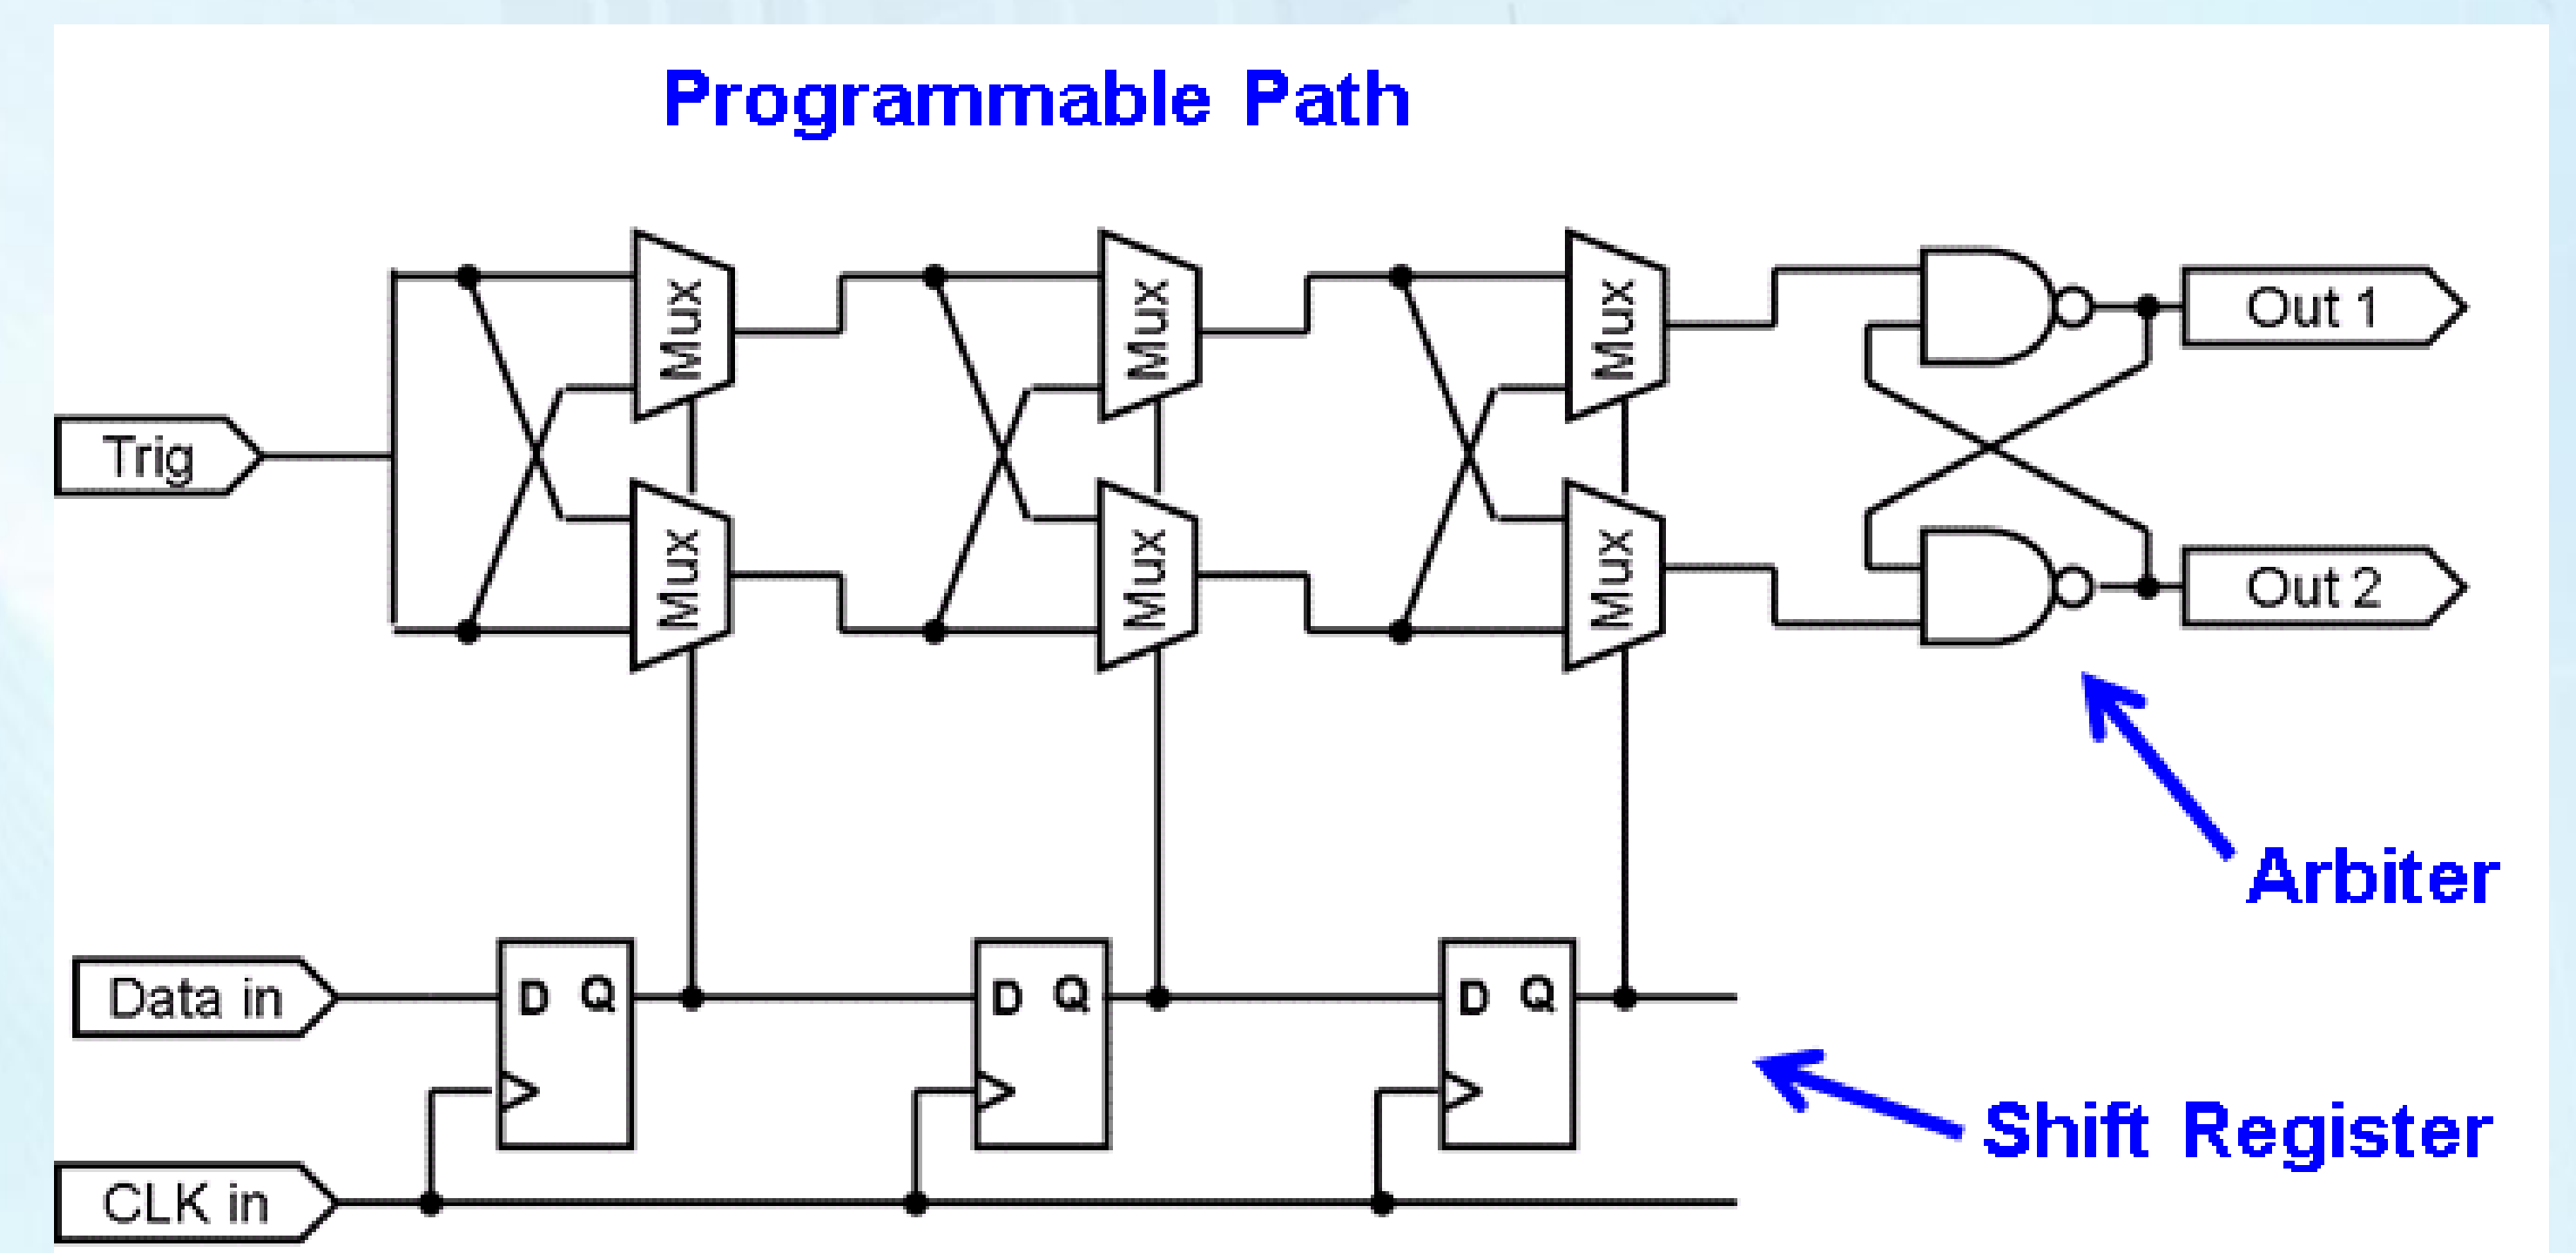 Programmable Path
Mux
Mux
Mux
Out 1
Trig
Mux
Mux
Mux
Out 2
Arbiter
Data in
D Q
D Q
D Q
Shift Register
CLK in